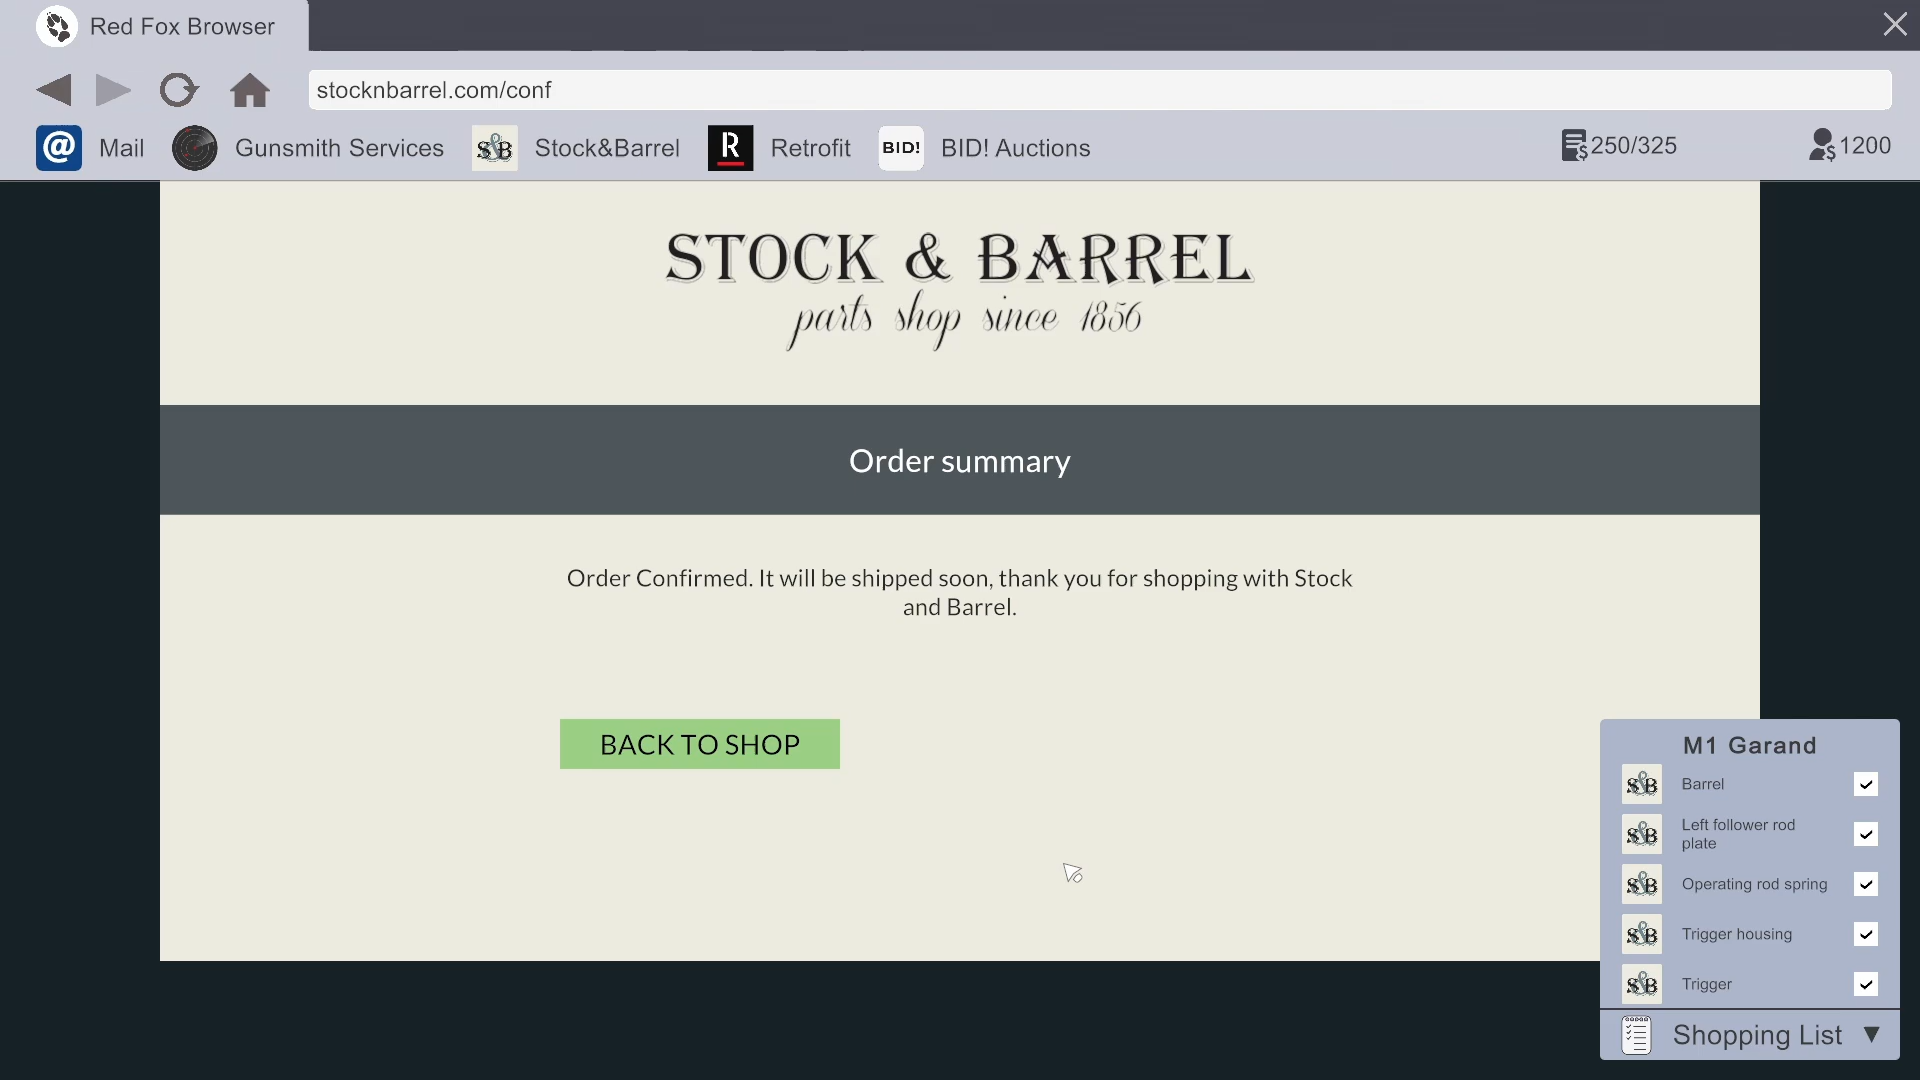 Red Fox Browser
stocknbarrel.com/conf
@ Mail
Gunsmith Services
S&B Stock&Barrel
R Retrofit
BID! BID! Auctions
$ 250/325
$ 1200
STOCK & BARREL
parts shop since 1856
Order summary
Order Confirmed. It will be shipped soon, thank you for shopping with Stock
and Barrel.
BACK TO SHOP
M1 Garand
S&B Barrel
S&B Left follower rod
plate
S&B Operating rod spring
S&B Trigger housing
S&B Trigger
Shopping List